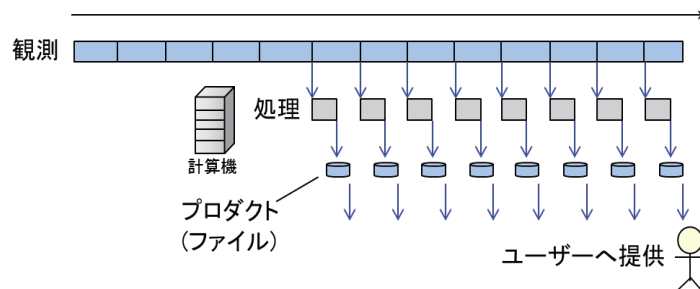 観測
処理
計算機
プロダクト
(ファイル)
ユーザーへ提供